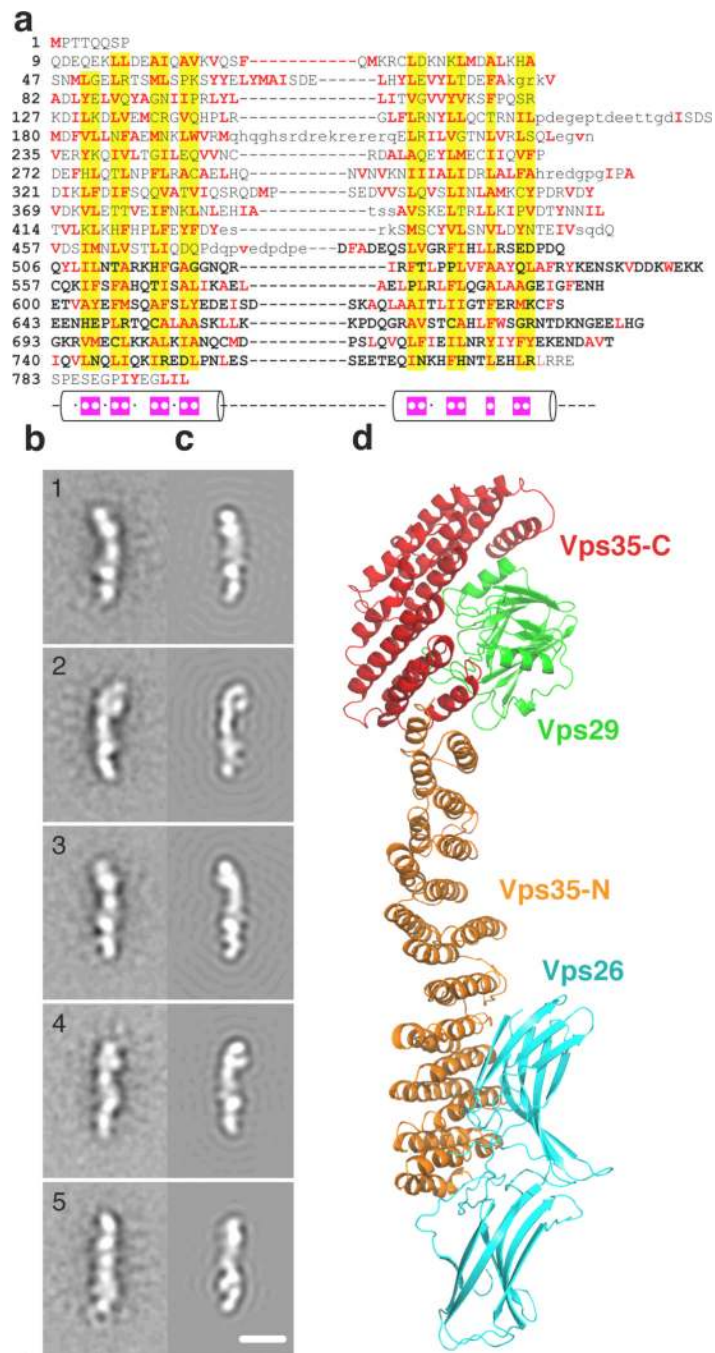 a
1 MPTTQQSP
9 QDEQEKLLDEAIQAVKVQSF-----------QMKRCLDKNKLMDALKHA
47 SNMLGELRTSMLSPKSYYELYMAISDE-------LHYLEVYLTDEFAkgrkV
82 ADLYELVQYAGNIIPRLYL------------LITVGVVYVKSFPQSR
127 KDILKDLVEMCRGVQHPLR------------GLFLRNYLLQCTRNILpdegeptdeettgdISDS
180 MDFVLLNFAEMNKLWVRMqhqghsrdrekrererqELRILVGTNLVRLSQLegvn
235 VERYKQIVLTGILEQVVNC------------RDALAQEYLMECIIQVFP
272 DEFHLQTLNPFLRACAELHQ-----------NVNVKNIIIALIDRLALFAhredgpgIPA
321 DIKLFDIFSQQVATVIQSRQDMP--------SEDVVSLQVSLINLAMKCYPDRVDY
369 VDKVLETTVEIFNKLNLEHIA----------tssAVSKELTRLLKIPVDTYNNIL
414 TVLKLKHFHPLFEYFDyes------------rkSMSCYVLSNVLDYNTEIVsqdQ
457 VDSIMNLVSTLIQDQPdqpvedpdpe----DFADEQSLVGRFIHLLRSEDPDQ
506 QYLILNTARKHFGAGGNQR------------IRFTLPPLVFAAYQLAFRYKENSKVDDKWEKK
557 CQKIFSFAHQTISALIKAEL-----------AELPLRLFLQGALAAGEIGFENH
600 ETVAYEFMSQAFSLYEDEISD----------SKAQLAAITLIIGTFERMKCFS
643 EENHEPLRTQCALAASKLLK-----------KPDQGRAVSTCAHLFWSGRNTDKNGEELHG
693 GKRVMECLKKALKIANQCMD-----------PSLQVQLFIEILNRYIYFYEKENDAVT
740 IQVLNQLIQKIREDLPNLES-----------SEETEQINKHFHNTLEHLRLRRE
783 SPESEGPIYEGLIL
b c d
1
2
3
4
5
Vps35-C
Vps29
Vps35-N
Vps26